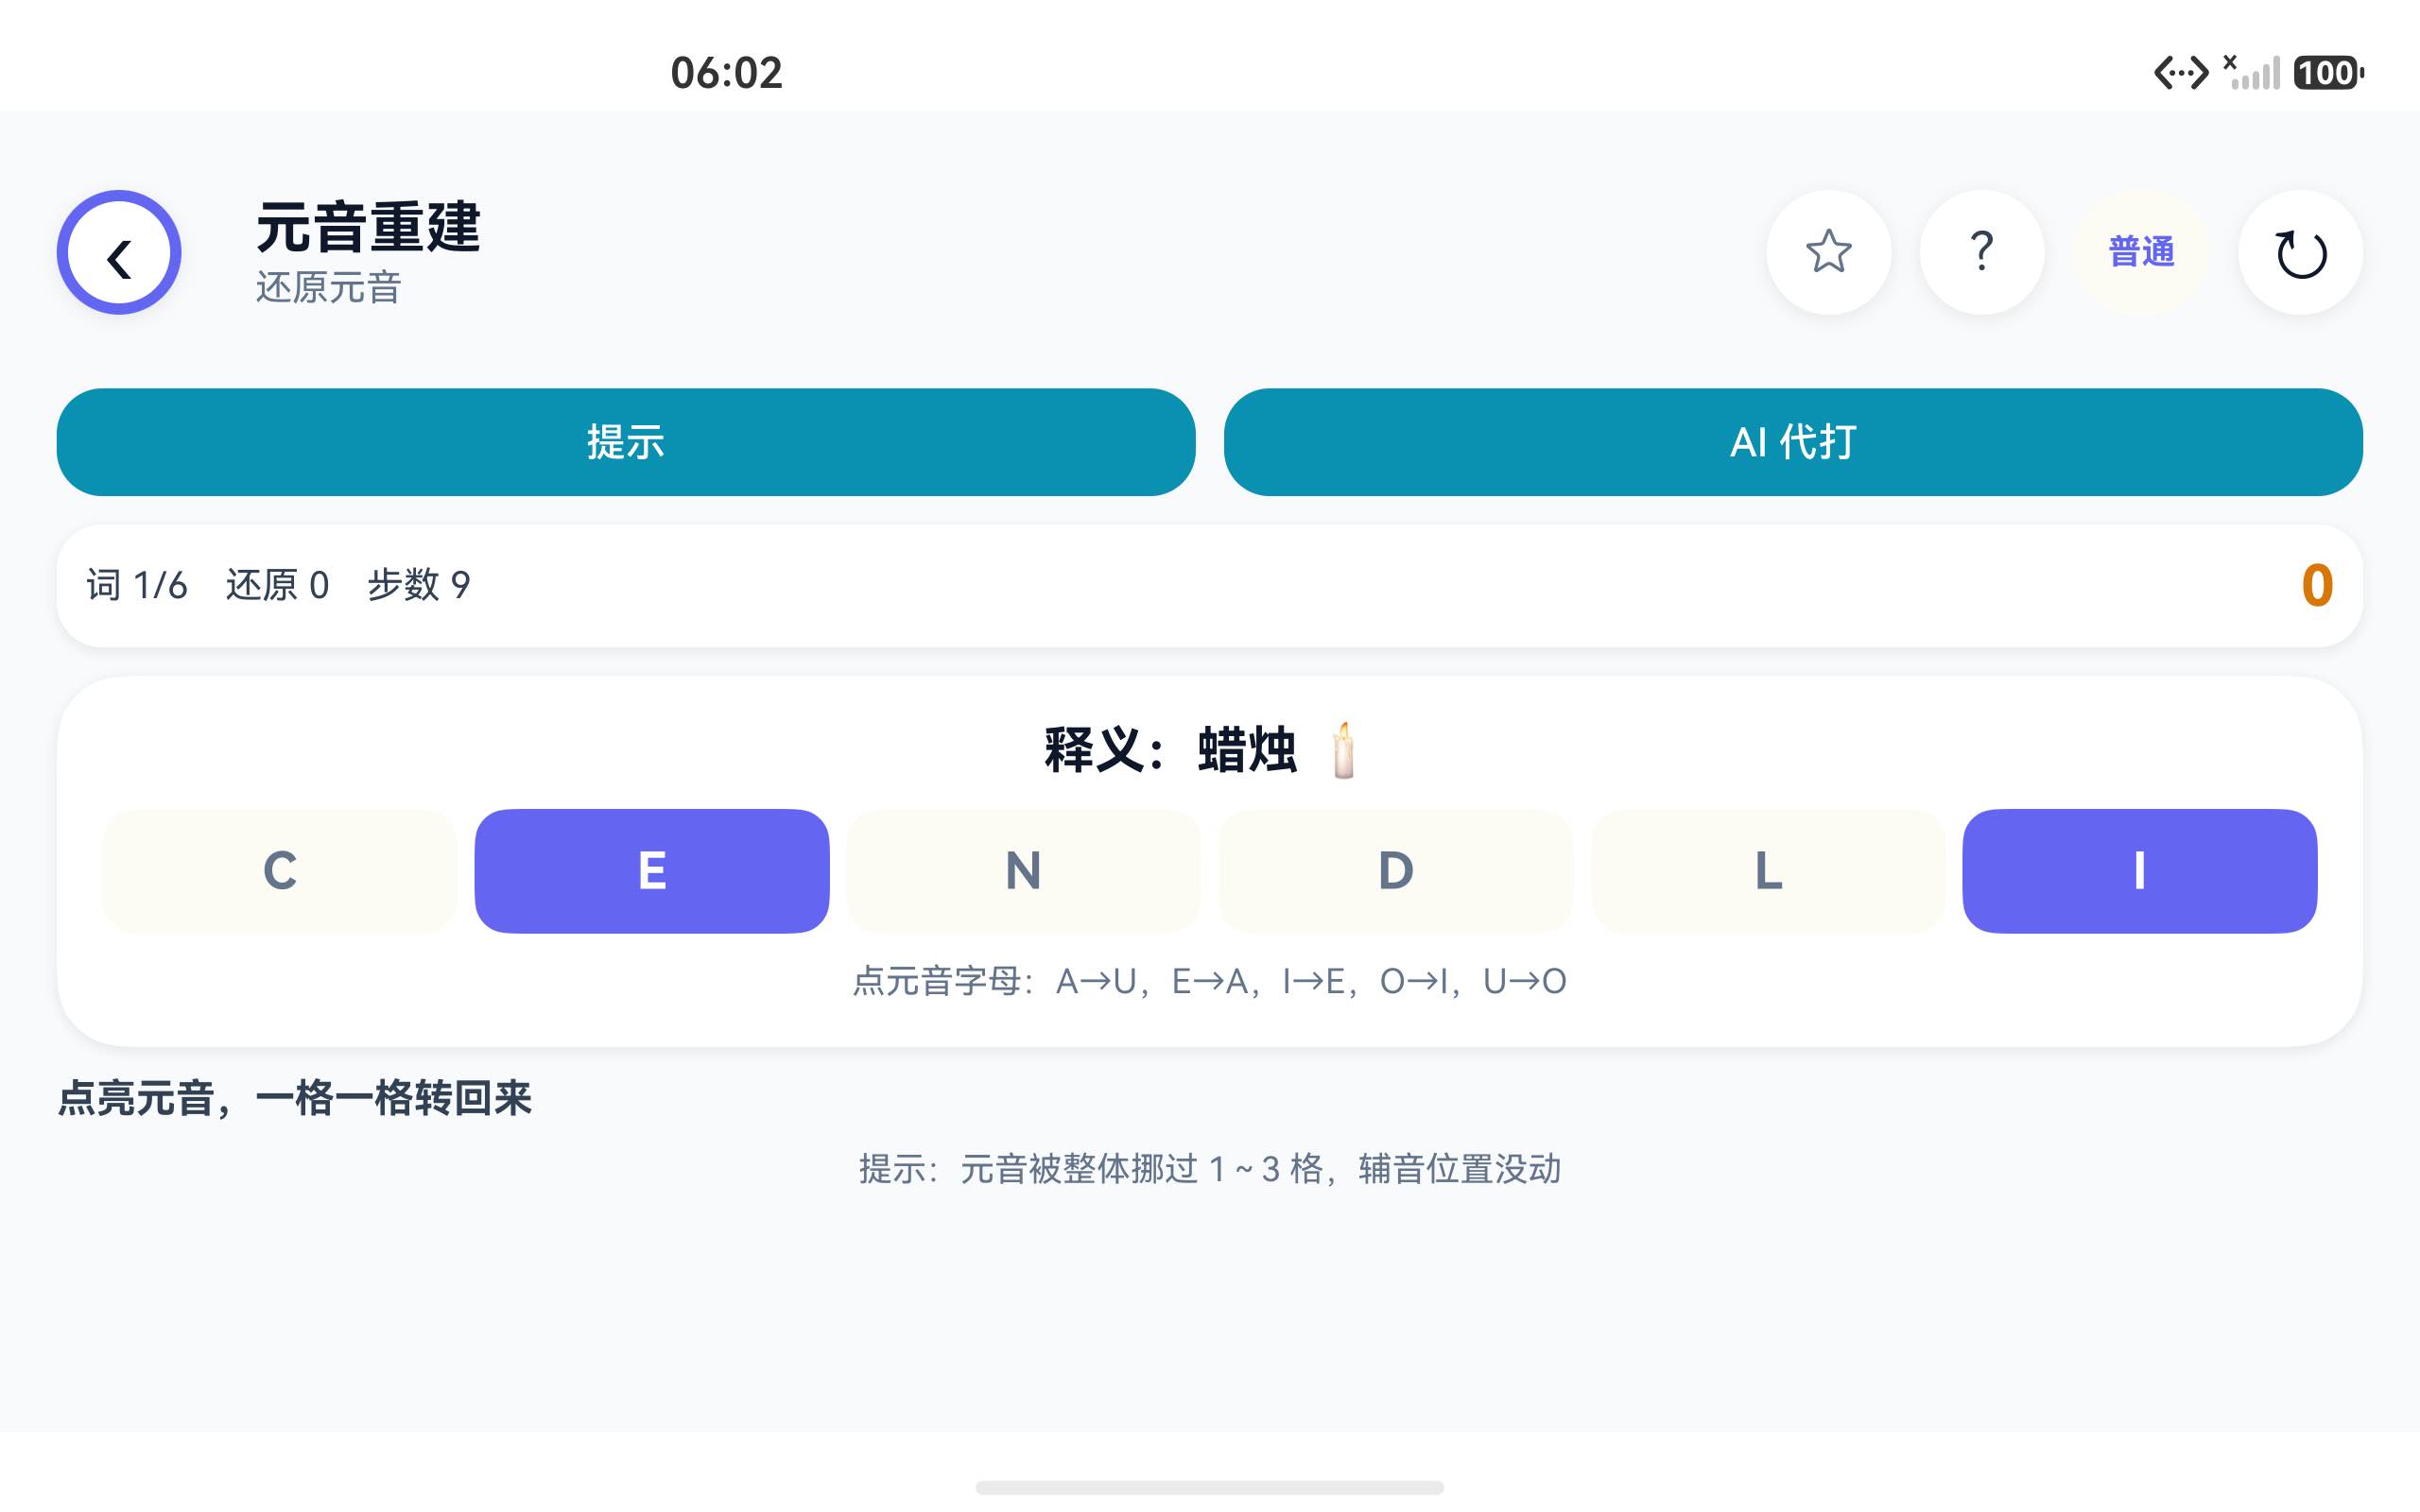 06:02
100
元音重建
还原元音
?
普通
提示
AI 代打
词 1/6 还原 0 步数 9
0
释义：蜡烛
C E N D L I
点元音字母：A→U，E→A，I→E，O→I，U→O
点亮元音，一格一格转回来
提示：元音被整体挪过 1 ~ 3 格，辅音位置没动